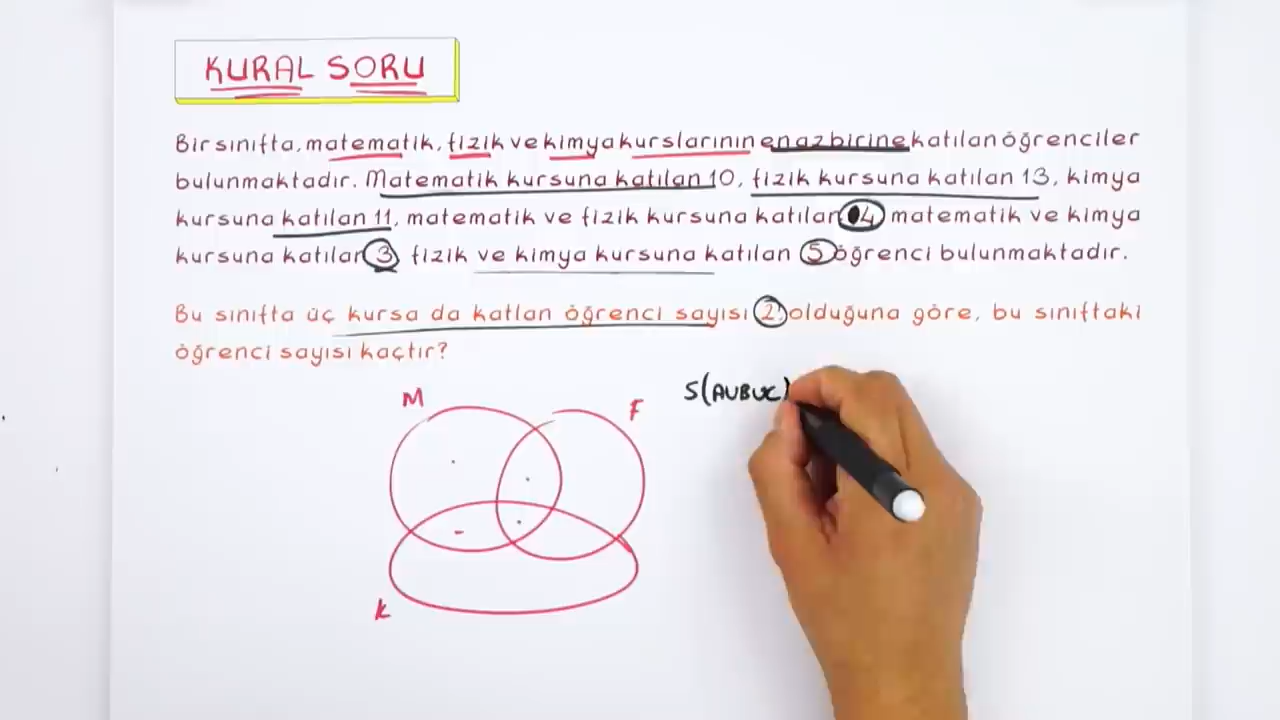 KURAL SORU
Bir sınıfta, matematik, fizik ve kimya kurslarının en az birine katılan öğrenciler
bulunmaktadır. Matematik kursuna katılan 10, fizik kursuna katılan 13, kimya
kursuna katılan 11, matematik ve fizik kursuna katılan 4 matematik ve kimya
kursuna katılan 3 fizik ve kimya kursuna katılan 5 öğrenci bulunmaktadır.
Bu sınıfta üç kursa da katlan öğrenci sayısı 2 olduğuna göre, bu sınıftaki
öğrenci sayısı kaçtır?
S(AUBUC)
M
F
K